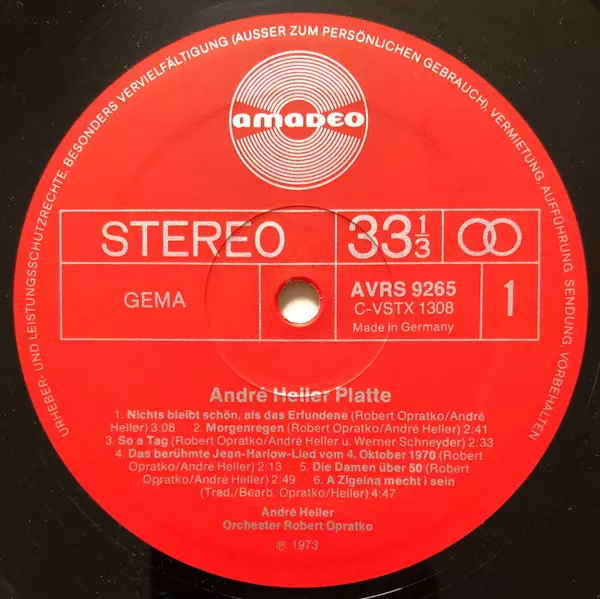 URHEBER- UND LEISTUNGSSCHUTZRECHTE, BESONDERS VERVIELFÄLTIGUNG (AUSSER ZUM PERSÖNLICHEN GEBRAUCH), VERMIETUNG, AUFFÜHRUNG, SENDUNG, VORBEHALTEN
amadeo
STEREO 33 1/3
GEMA AVRS 9265 1
C-VSTX 1308
Made in Germany
André Heller Platte
1. Nichts bleibt schön, als das Erfundene (Robert Opratko/André
Heller) 3:08 · 2. Morgenregen (Robert Opratko/André Heller) 2:41
3. So a Tag (Robert Opratko/André Heller u. Werner Schneyder) 2:33
4. Das berühmte Jean-Harlow-Lied vom 4. Oktober 1970 (Robert
Opratko/André Heller) 2:13 · 5. Die Damen über 50 (Robert
Opratko/André Heller) 2:49 · 6. A Zigeina mecht i sein
(Trad./Bearb. Opratko/Heller) 4:47
André Heller
Orchester Robert Opratko
℗ 1973